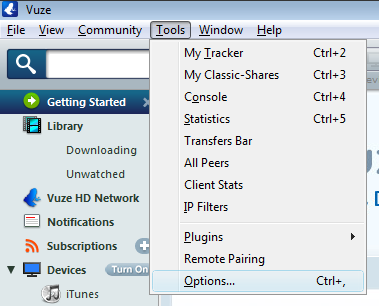 Vuze
File View Community Tools Window Help
My Tracker Ctrl+2
My Classic-Shares Ctrl+3
Console Ctrl+4
Statistics Ctrl+5
Transfers Bar
All Peers
Client Stats
IP Filters
Plugins
Remote Pairing
Options... Ctrl+,
Getting Started
Library
Downloading
Unwatched
Vuze HD Network
Notifications
Subscriptions
Devices Turn On
iTunes